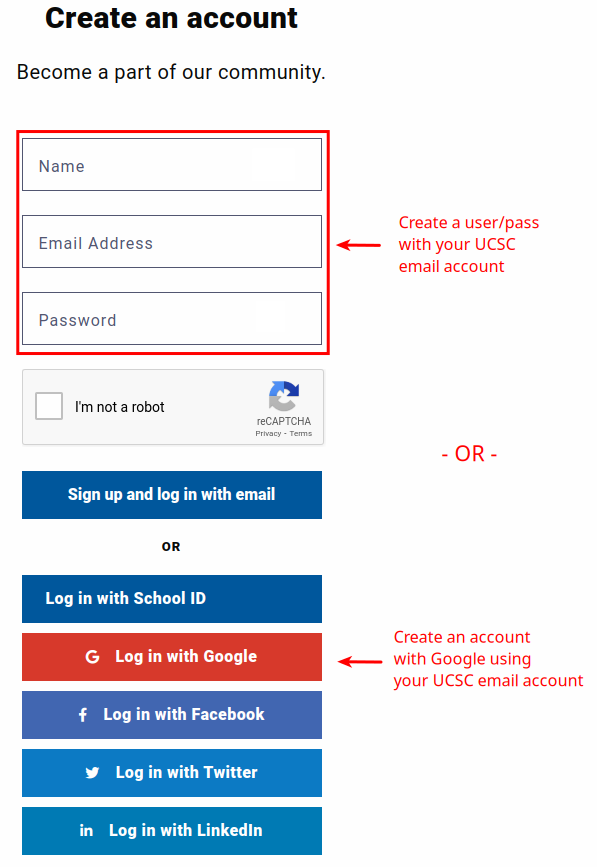 Create an account
Become a part of our community.
Name
Create a user/pass
with your UCSC
email account
Email Address
Password
I'm not a robot
reCAPTCHA
Privacy - Terms
- OR -
Sign up and log in with email
OR
Log in with School ID
Log in with Google
Create an account
with Google using
your UCSC email account
Log in with Facebook
Log in with Twitter
Log in with LinkedIn